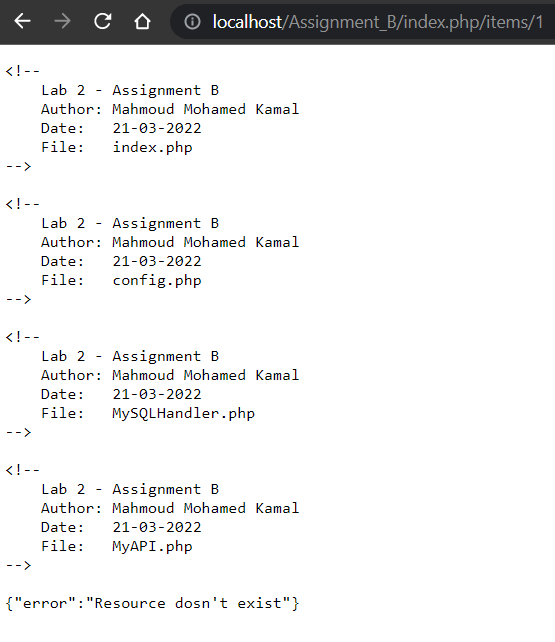 localhost/Assignment_B/index.php/items/1
<!--
Lab 2 - Assignment B
Author: Mahmoud Mohamed Kamal
Date: 21-03-2022
File: index.php
-->
<!--
Lab 2 - Assignment B
Author: Mahmoud Mohamed Kamal
Date: 21-03-2022
File: config.php
-->
<!--
Lab 2 - Assignment B
Author: Mahmoud Mohamed Kamal
Date: 21-03-2022
File: MySQLHandler.php
-->
<!--
Lab 2 - Assignment B
Author: Mahmoud Mohamed Kamal
Date: 21-03-2022
File: MyAPI.php
-->
{"error":"Resource dosn't exist"}